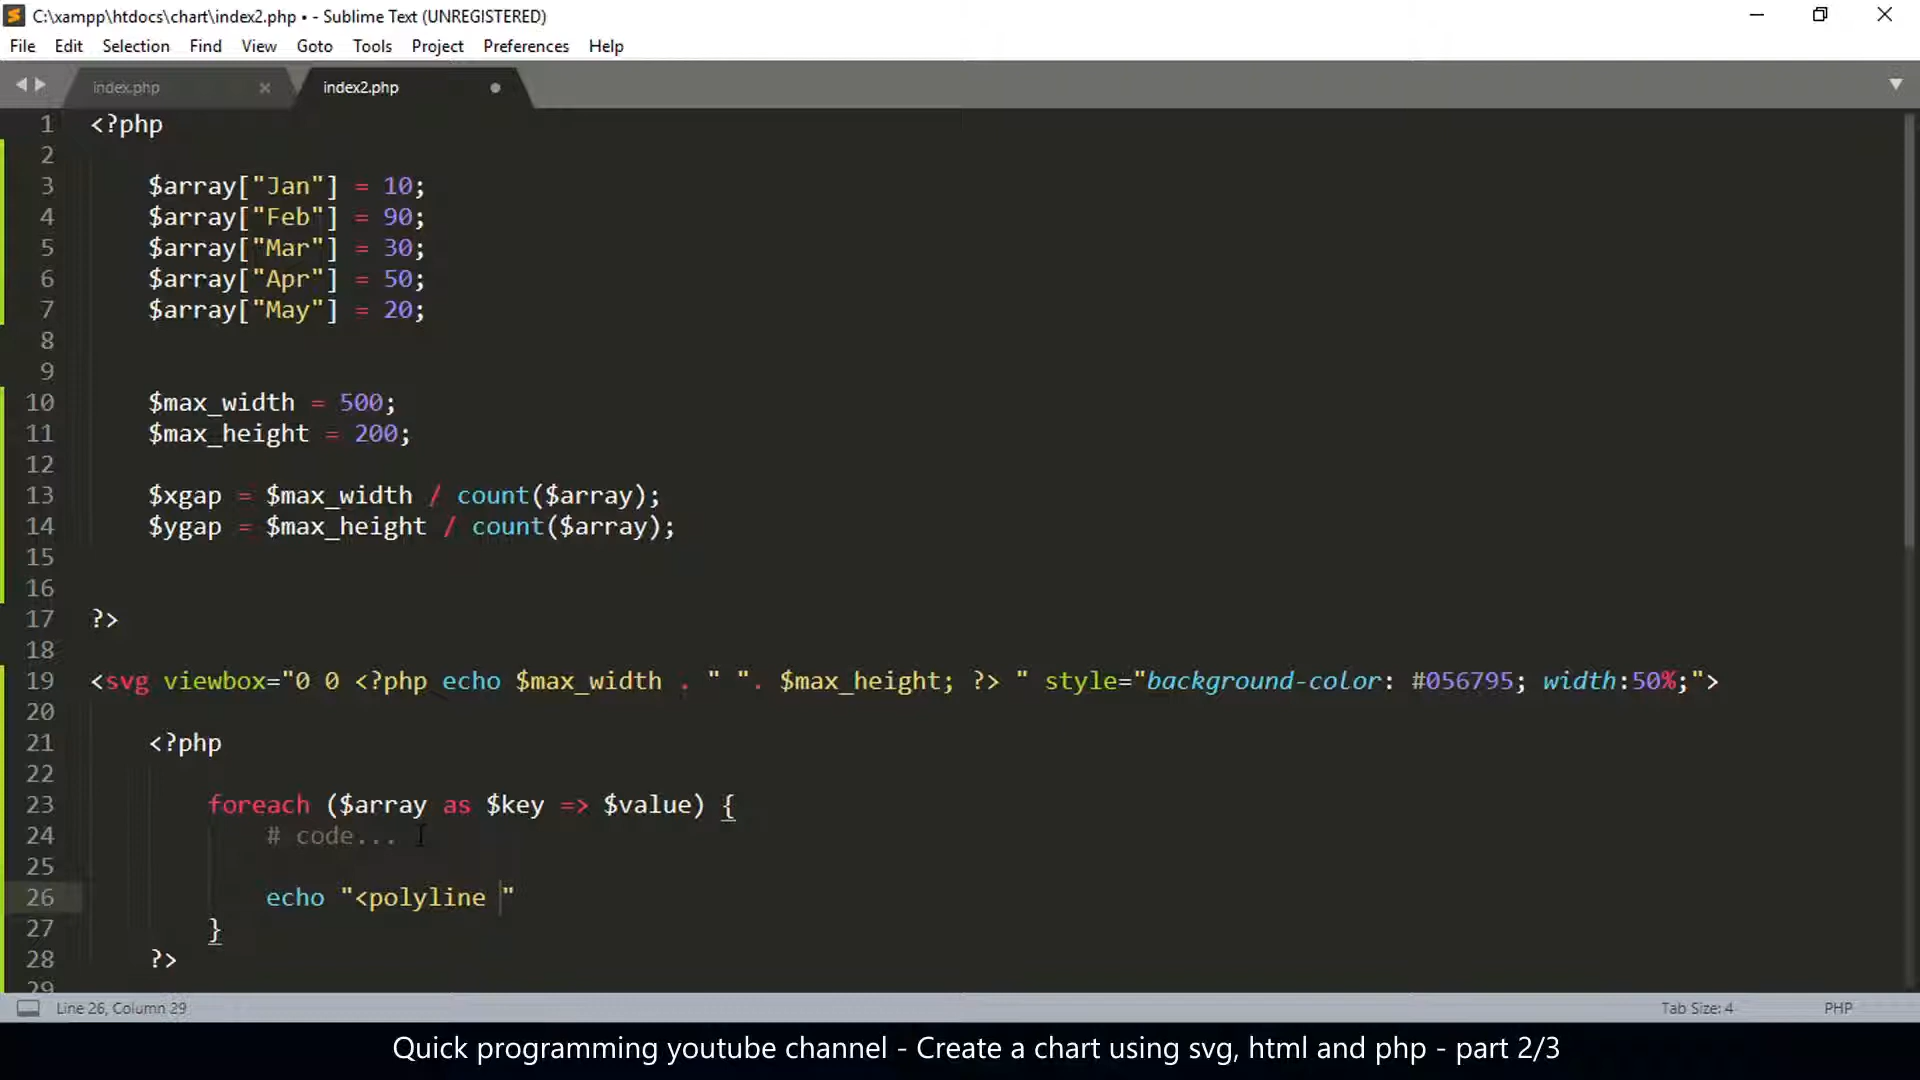 C:\xampp\htdocs\chart\index2.php • - Sublime Text (UNREGISTERED)
File Edit Selection Find View Goto Tools Project Preferences Help
index.php index2.php
1 <?php
2
3 $array["Jan"] = 10;
4 $array["Feb"] = 90;
5 $array["Mar"] = 30;
6 $array["Apr"] = 50;
7 $array["May"] = 20;
8
9
10 $max_width = 500;
11 $max_height = 200;
12
13 $xgap = $max_width / count($array);
14 $ygap = $max_height / count($array);
15
16
17 ?>
18
19 <svg viewbox="0 0 <?php echo $max_width . " ". $max_height; ?> " style="background-color: #056795; width:50%;">
20
21 <?php
22
23 foreach ($array as $key => $value) {
24 # code...
25
26 echo "<polyline "
27 }
28 ?>
29
Line 26, Column 29 Tab Size: 4 PHP
Quick programming youtube channel - Create a chart using svg, html and php - part 2/3